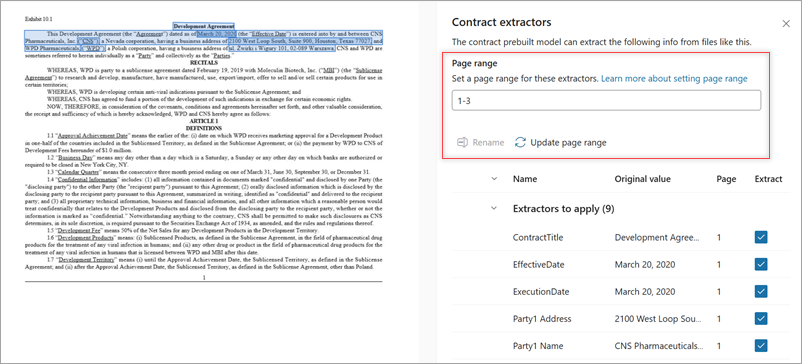 Exhibit 10.1
Development Agreement
This Development Agreement (the "Agreement") dated as of March 20, 2020 (the "Effective Date") is entered into by and between CNS
Pharmaceuticals, Inc. ("CNS"), a Nevada corporation, having a business address of 2100 West Loop South, Suite 900, Houston, Texas 77027, and
WPD Pharmaceuticals ("WPD"), a Polish corporation, having a business address of ul. Żwirki i Wigury 101, 02-089 Warszawa. CNS and WPD are
sometimes referred to herein individually as a "Party" and collectively as the "Parties."
RECITALS
WHEREAS, WPD is party to a sublicense agreement dated February 19, 2019 with Moleculin Biotech, Inc. ("MBI") (the "Sublicense
Agreement") to research and develop, manufacture, have manufactured, use, export/import, offer to sell and/or sell certain products for use in
certain territories;
WHEREAS, WPD is developing certain anti-viral indications pursuant to the Sublicense Agreement; and
WHEREAS, CNS has agreed to fund a portion of the development of such indications in exchange for certain economic rights.
NOW, THEREFORE, in consideration of the covenants, conditions and agreements hereinafter set forth, and other valuable consideration,
the receipt and sufficiency of which is hereby acknowledged, WPD and CNS hereby agree as follows.
ARTICLE 1
DEFINITIONS
1.1 "Approval Achievement Date" means the earlier of the: (i) date on which WPD receives marketing approval for a Development Product
in one-half of the countries included in the Sublicensed Territory, as defined in the Sublicense Agreement; or (ii) the payment by WPD to CNS of
Development Fees hereunder of $1.0 million.
1.2 "Business Day" means any day other than a day which is a Saturday, a Sunday or any other day on which banks are authorized or
required to be closed in New York City, NY.
1.3 "Calendar Quarter" means the consecutive three month period ending on one of March 31, June 30, September 30, or December 31.
1.4 "Confidential Information" includes: (1) all information contained in documents marked "confidential" and disclosed by one Party (the
"disclosing party") to the other Party (the "recipient party") pursuant to this Agreement; (2) orally disclosed information which is disclosed by the
disclosing party to the recipient party pursuant to this Agreement, summarized in writing, identified as "confidential" and delivered to the recipient
party; and (3) all proprietary technical information, business and financial information, and all other information which a reasonable person would
treat confidentially that relates to the Development Products and disclosed from the disclosing party to the recipient party, whether or not the
information is marked as "confidential." Notwithstanding anything to the contrary, CNS shall be permitted to make such disclosures as CNS
determines, in its sole discretion, is required pursuant to the Securities Exchange Act of 1934, as amended, and the rules and regulations thereof.
1.5 "Development Fee" means 50% of the Net Sales for any Development Products in the Development Territory.
1.6 "Development Products" means: (i) Sublicensed Products, as defined in the Sublicense Agreement, in the field of pharmaceutical drug
products for the treatment of any viral infection in humans; and (ii) any other drug or product in the field of pharmaceutical drug products for the
treatment of any viral infection in humans that is licensed between WPD and MBI after this date.
1.7 "Development Territory" means (i) until the Approval Achievement Date, the Sublicensed Territory, as defined in the Sublicense
Agreement; and (ii) after the Approval Achievement Date, the Sublicensed Territory, as defined in the Sublicense Agreement, other than Poland.
1
Contract extractors
The contract prebuilt model can extract the following info from files like this.
Page range
Set a page range for these extractors. Learn more about setting page range
1-3
Rename Update page range
Name Original value Page Extract
Extractors to apply (9)
ContractTitle Development Agree... 1
EffectiveDate March 20, 2020 1
ExecutionDate March 20, 2020 1
Party1 Address 2100 West Loop Sou... 1
Party1 Name CNS Pharmaceuticals... 1